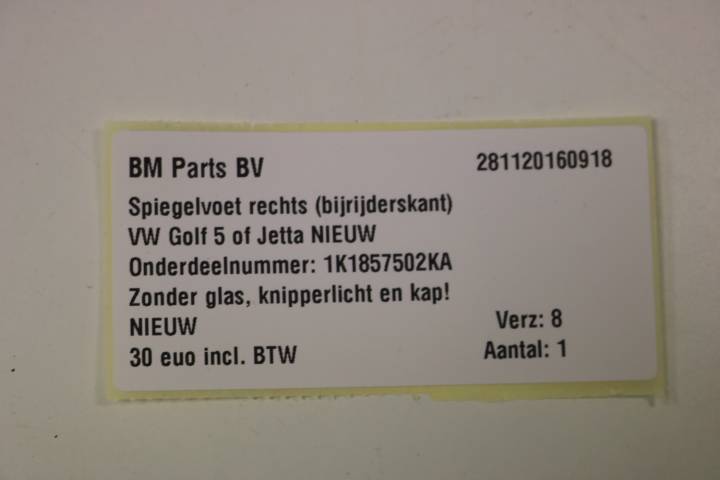 BM Parts BV 281120160918
Spiegelvoet rechts (bijrijderskant)
VW Golf 5 of Jetta NIEUW
Onderdeelnummer: 1K1857502KA
Zonder glas, knipperlicht en kap!
NIEUW Verz: 8
30 euo incl. BTW Aantal: 1